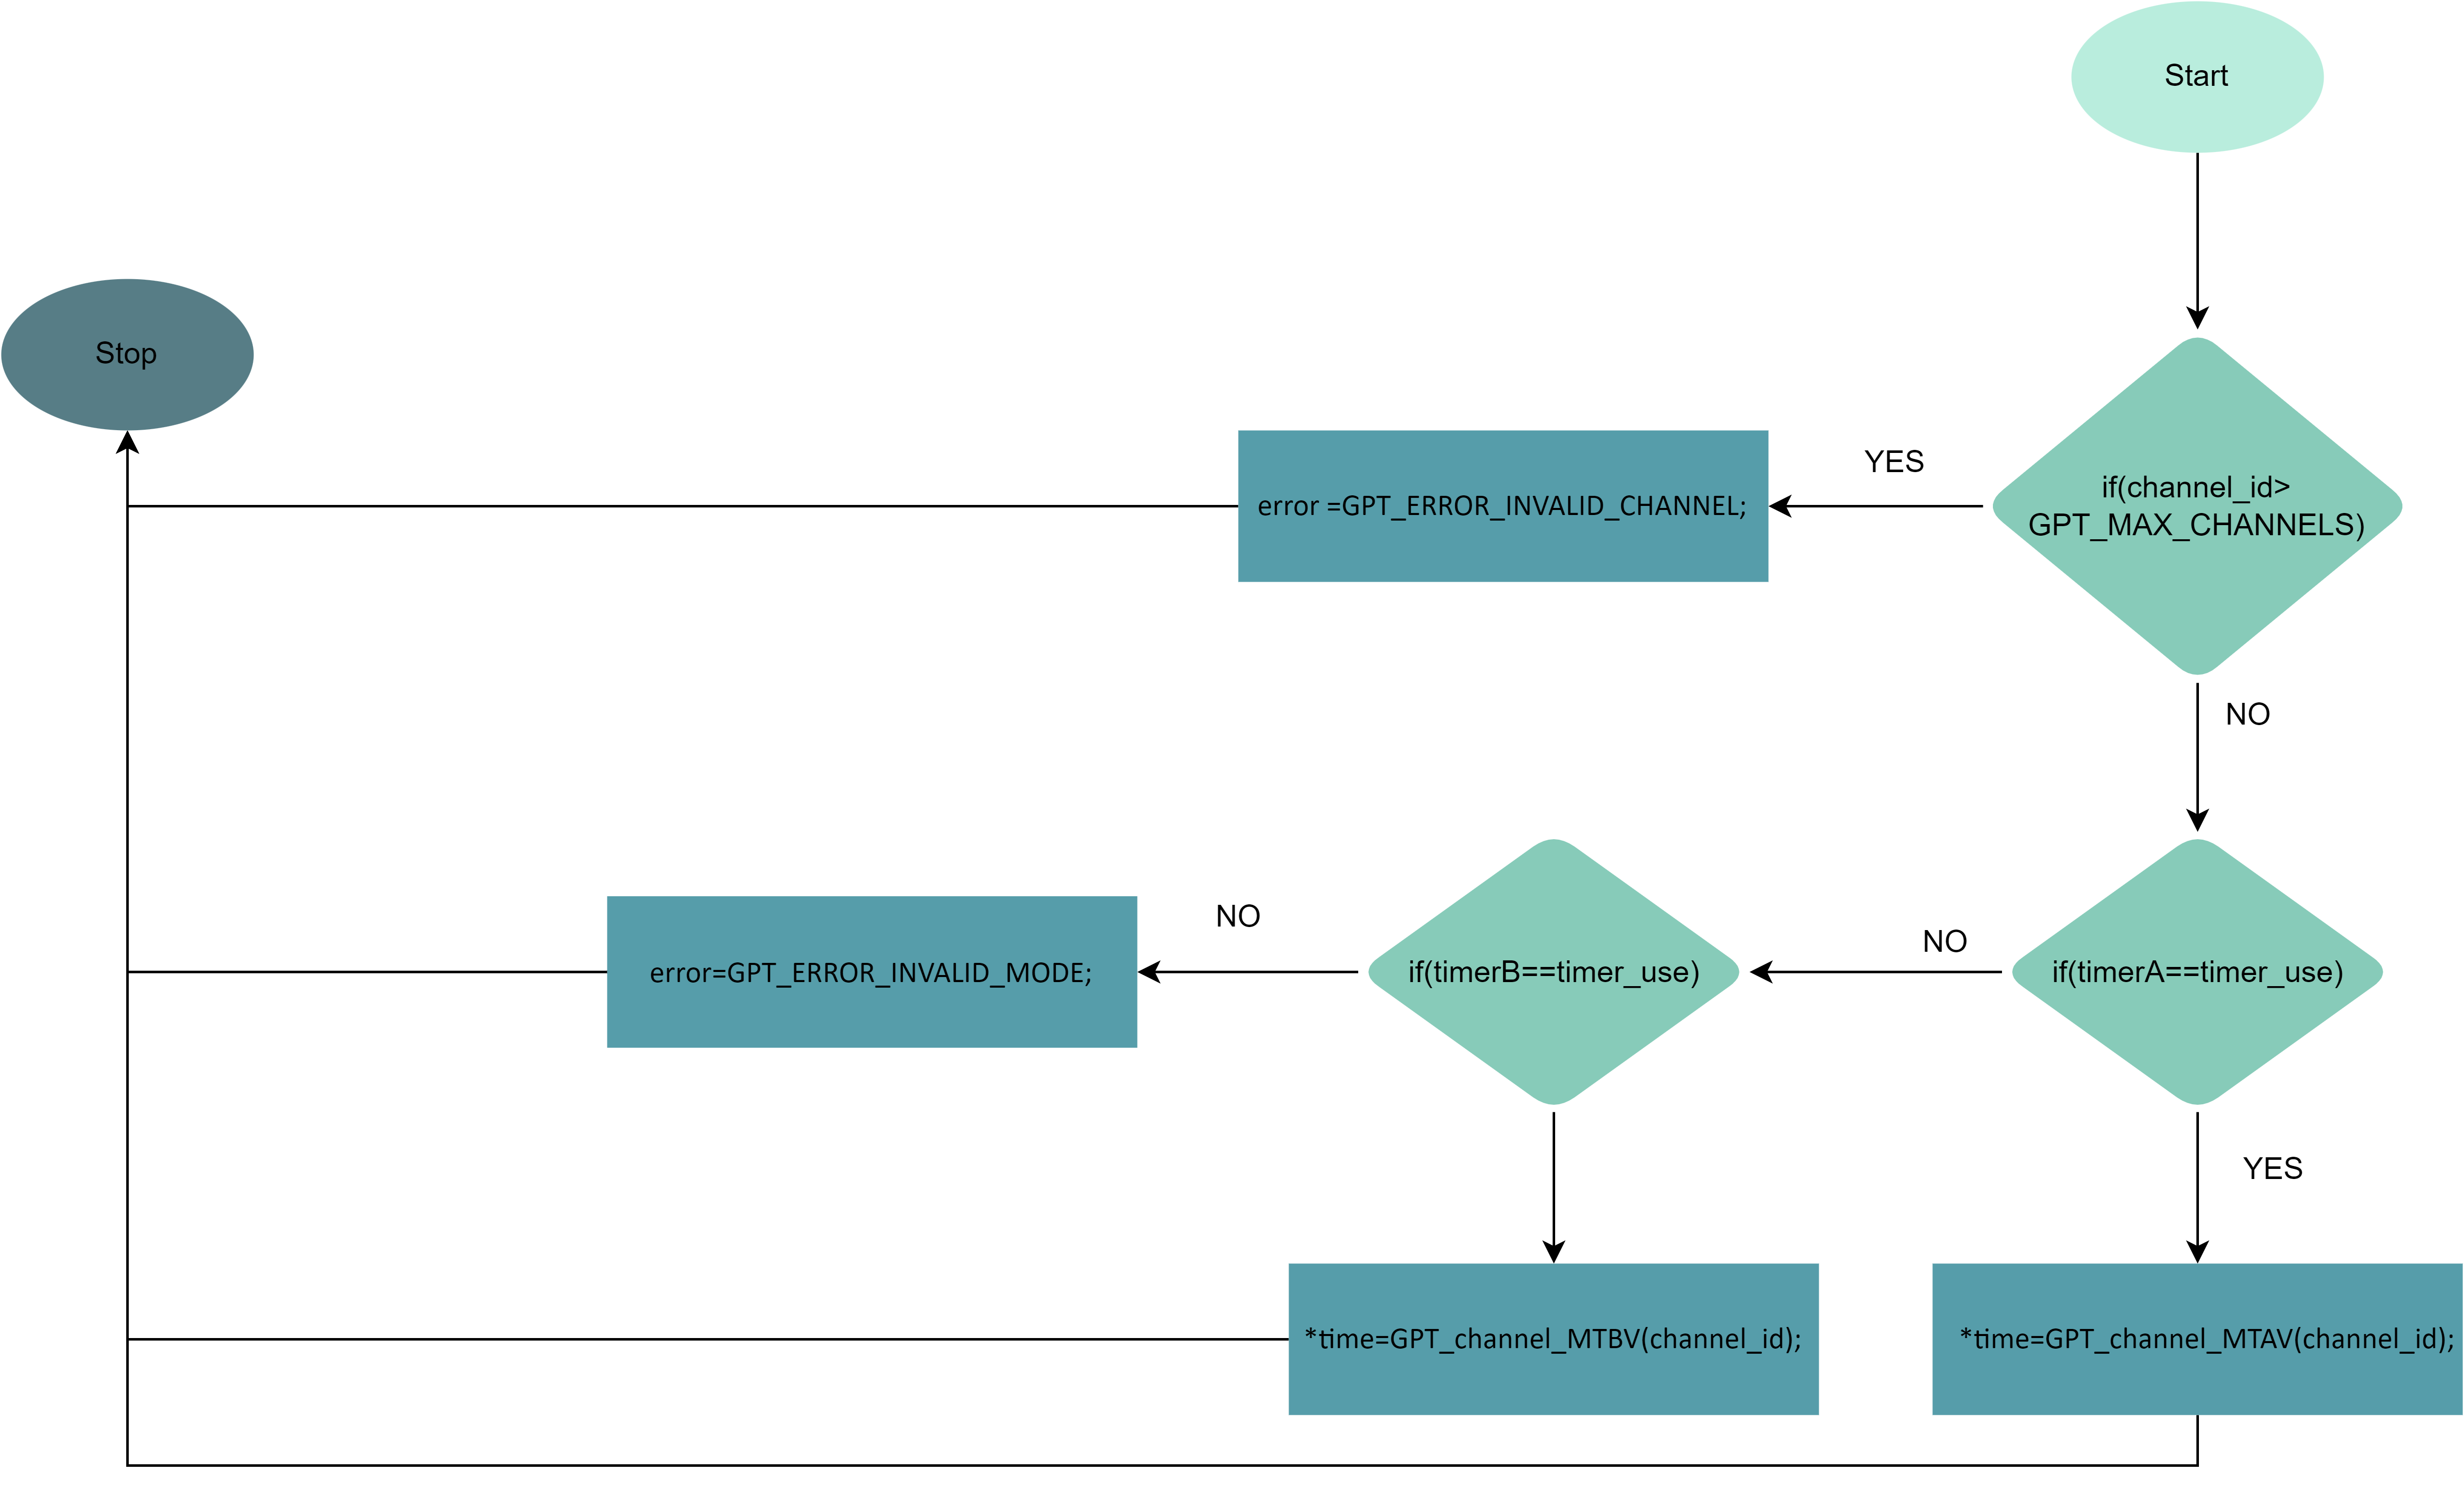 Start
Stop
YES
error =GPT_ERROR_INVALID_CHANNEL;
if(channel_id>
GPT_MAX_CHANNELS)
NO
NO
NO
error=GPT_ERROR_INVALID_MODE;
if(timerB==timer_use)
if(timerA==timer_use)
YES
*time=GPT_channel_MTBV(channel_id);
*time=GPT_channel_MTAV(channel_id);